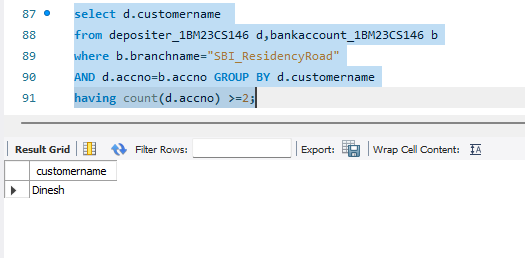 87 select d.customername
88 from depositer_1BM23CS146 d,bankaccount_1BM23CS146 b
89 where b.branchname="SBI_ResidencyRoad"
90 AND d.accno=b.accno GROUP BY d.customername
91 having count(d.accno) >=2;
Result Grid Filter Rows: Export: Wrap Cell Content:
customername
Dinesh